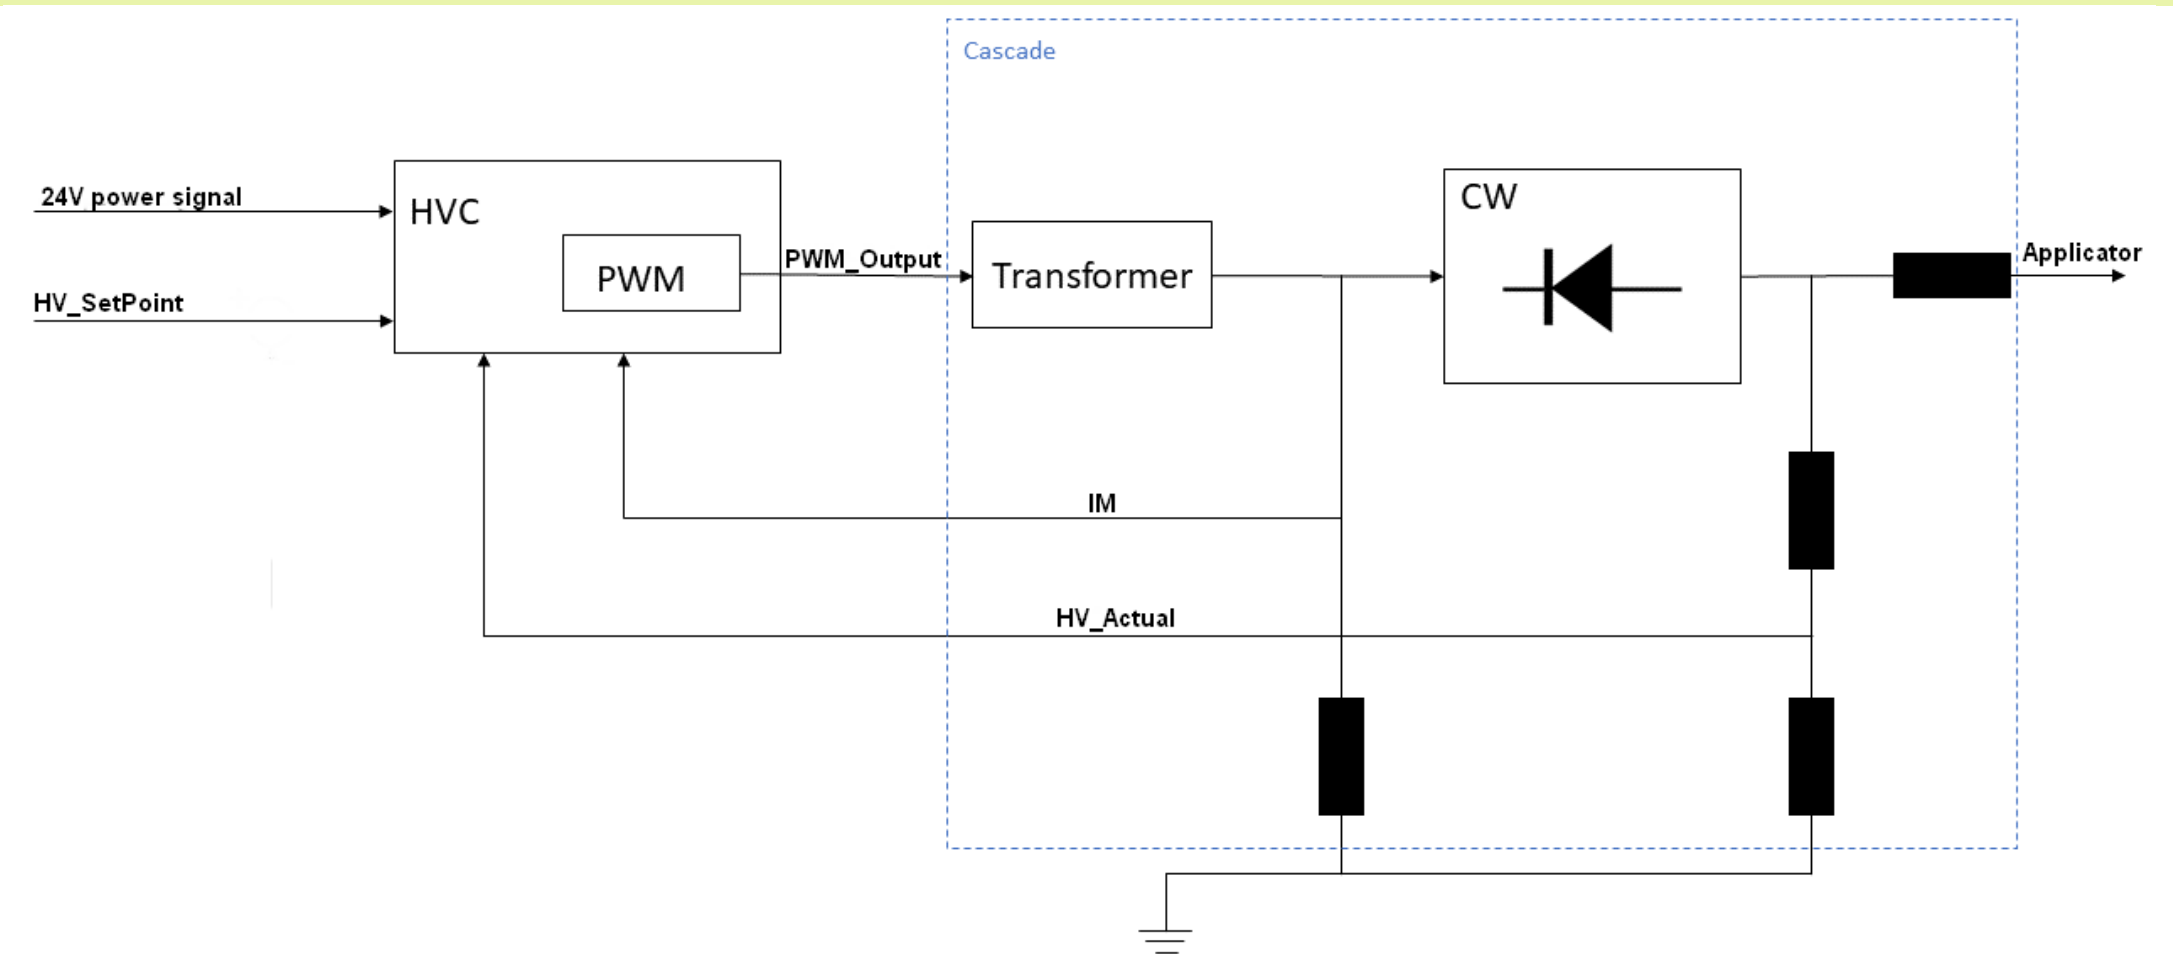 Cascade
24V power signal
HVC
CW
HV_SetPoint
PWM
PWM_Output
Transformer
Applicator
IM
HV_Actual